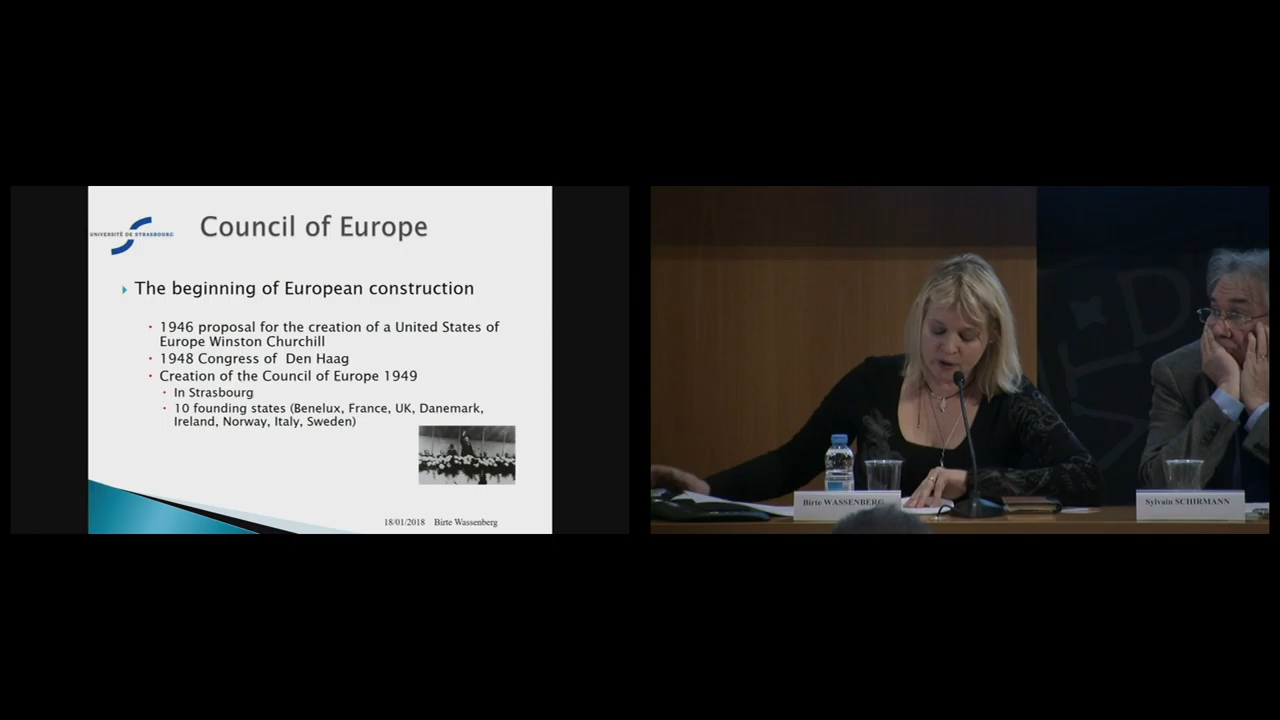 UNIVERSITÉ DE STRASBOURG
Council of Europe
The beginning of European construction
1946 proposal for the creation of a United States of
Europe Winston Churchill
1948 Congress of Den Haag
Creation of the Council of Europe 1949
In Strasbourg
10 founding states (Benelux, France, UK, Danemark,
Ireland, Norway, Italy, Sweden)
18/01/2018 Birte Wassenberg
Birte WASSENBERG
Sylvain SCHIRMANN